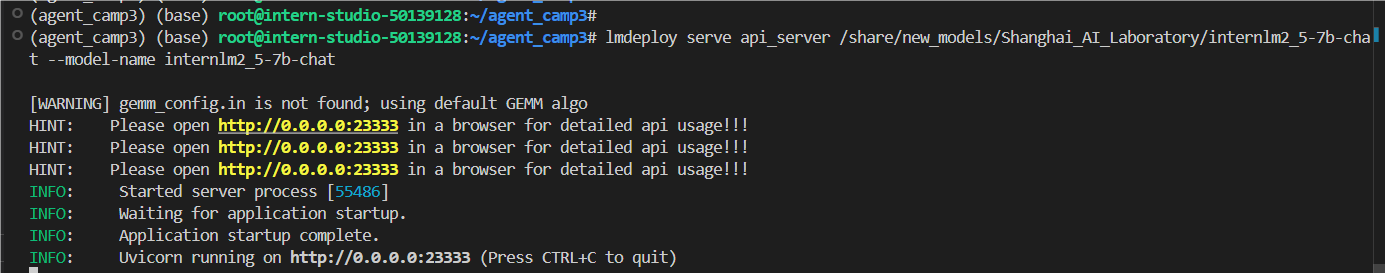 (agent_camp3) (base) root@intern-studio-50139128:~/agent_camp3#
(agent_camp3) (base) root@intern-studio-50139128:~/agent_camp3# lmdeploy serve api_server /share/new_models/Shanghai_AI_Laboratory/internlm2_5-7b-cha
t --model-name internlm2_5-7b-chat
[WARNING] gemm_config.in is not found; using default GEMM algo
HINT:    Please open http://0.0.0.0:23333 in a browser for detailed api usage!!!
HINT:    Please open http://0.0.0.0:23333 in a browser for detailed api usage!!!
HINT:    Please open http://0.0.0.0:23333 in a browser for detailed api usage!!!
INFO:     Started server process [55486]
INFO:     Waiting for application startup.
INFO:     Application startup complete.
INFO:     Uvicorn running on http://0.0.0.0:23333 (Press CTRL+C to quit)